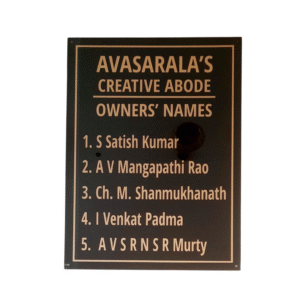 AVASARALA'S
CREATIVE ABODE
OWNERS' NAMES
1. S Satish Kumar
2. A V Mangapathi Rao
3. Ch. M. Shanmukhanath
4. I Venkat Padma
5. A V S R N S R Murty